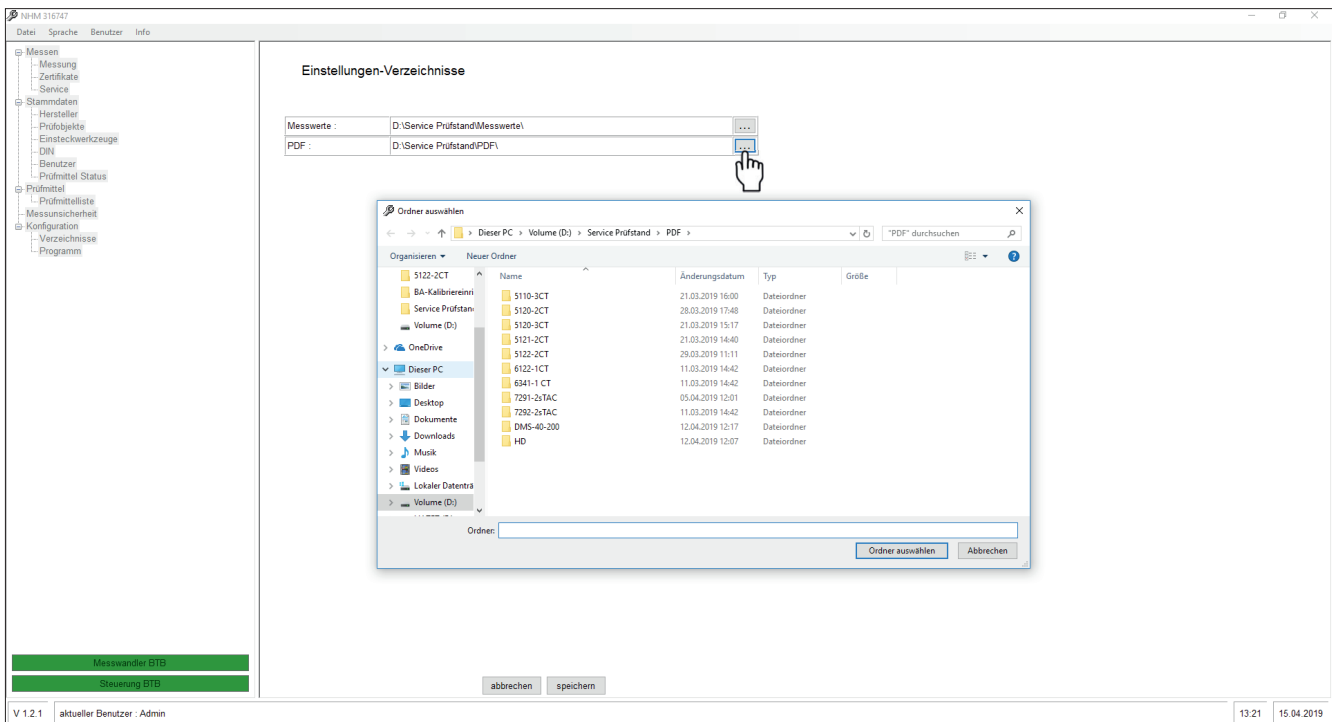 NHM 316747
Datei Sprache Benutzer Info
Messen
Messung
Zertifikate
Service
Stammdaten
Hersteller
Prüfobjekte
Einsteckwerkzeuge
DIN
Benutzer
Prüfmittel Status
Prüfmittel
Prüfmittelliste
Messunsicherheit
Konfiguration
Verzeichnisse
Programm
Messwandler BTB
Steuerung BTB
Einstellungen-Verzeichnisse
Messwerte : D:\Service Prüfstand\Messwerte\ ...
PDF : D:\Service Prüfstand\PDF\ ...
Ordner auswählen
Dieser PC > Volume (D:) > Service Prüfstand > PDF >
"PDF" durchsuchen
Organisieren Neuer Ordner
5122-2CT
BA-Kalibriereinri
Service Prüfstan
Volume (D:)
OneDrive
Dieser PC
Bilder
Desktop
Dokumente
Downloads
Musik
Videos
Lokaler Datenträ
Volume (D:)
Name Änderungsdatum Typ Größe
5110-3CT 21.03.2019 16:00 Dateiordner
5120-2CT 28.03.2019 17:48 Dateiordner
5120-3CT 21.03.2019 15:17 Dateiordner
5121-2CT 21.03.2019 14:40 Dateiordner
5122-2CT 29.03.2019 11:11 Dateiordner
6122-1CT 11.03.2019 14:42 Dateiordner
6341-1 CT 11.03.2019 14:42 Dateiordner
7291-2sTAC 05.04.2019 12:01 Dateiordner
7292-2sTAC 11.03.2019 14:42 Dateiordner
DMS-40-200 12.04.2019 12:17 Dateiordner
HD 12.04.2019 12:07 Dateiordner
Ordner:
Ordner auswählen Abbrechen
abbrechen speichern
V 1.2.1 aktueller Benutzer : Admin 13:21 15.04.2019